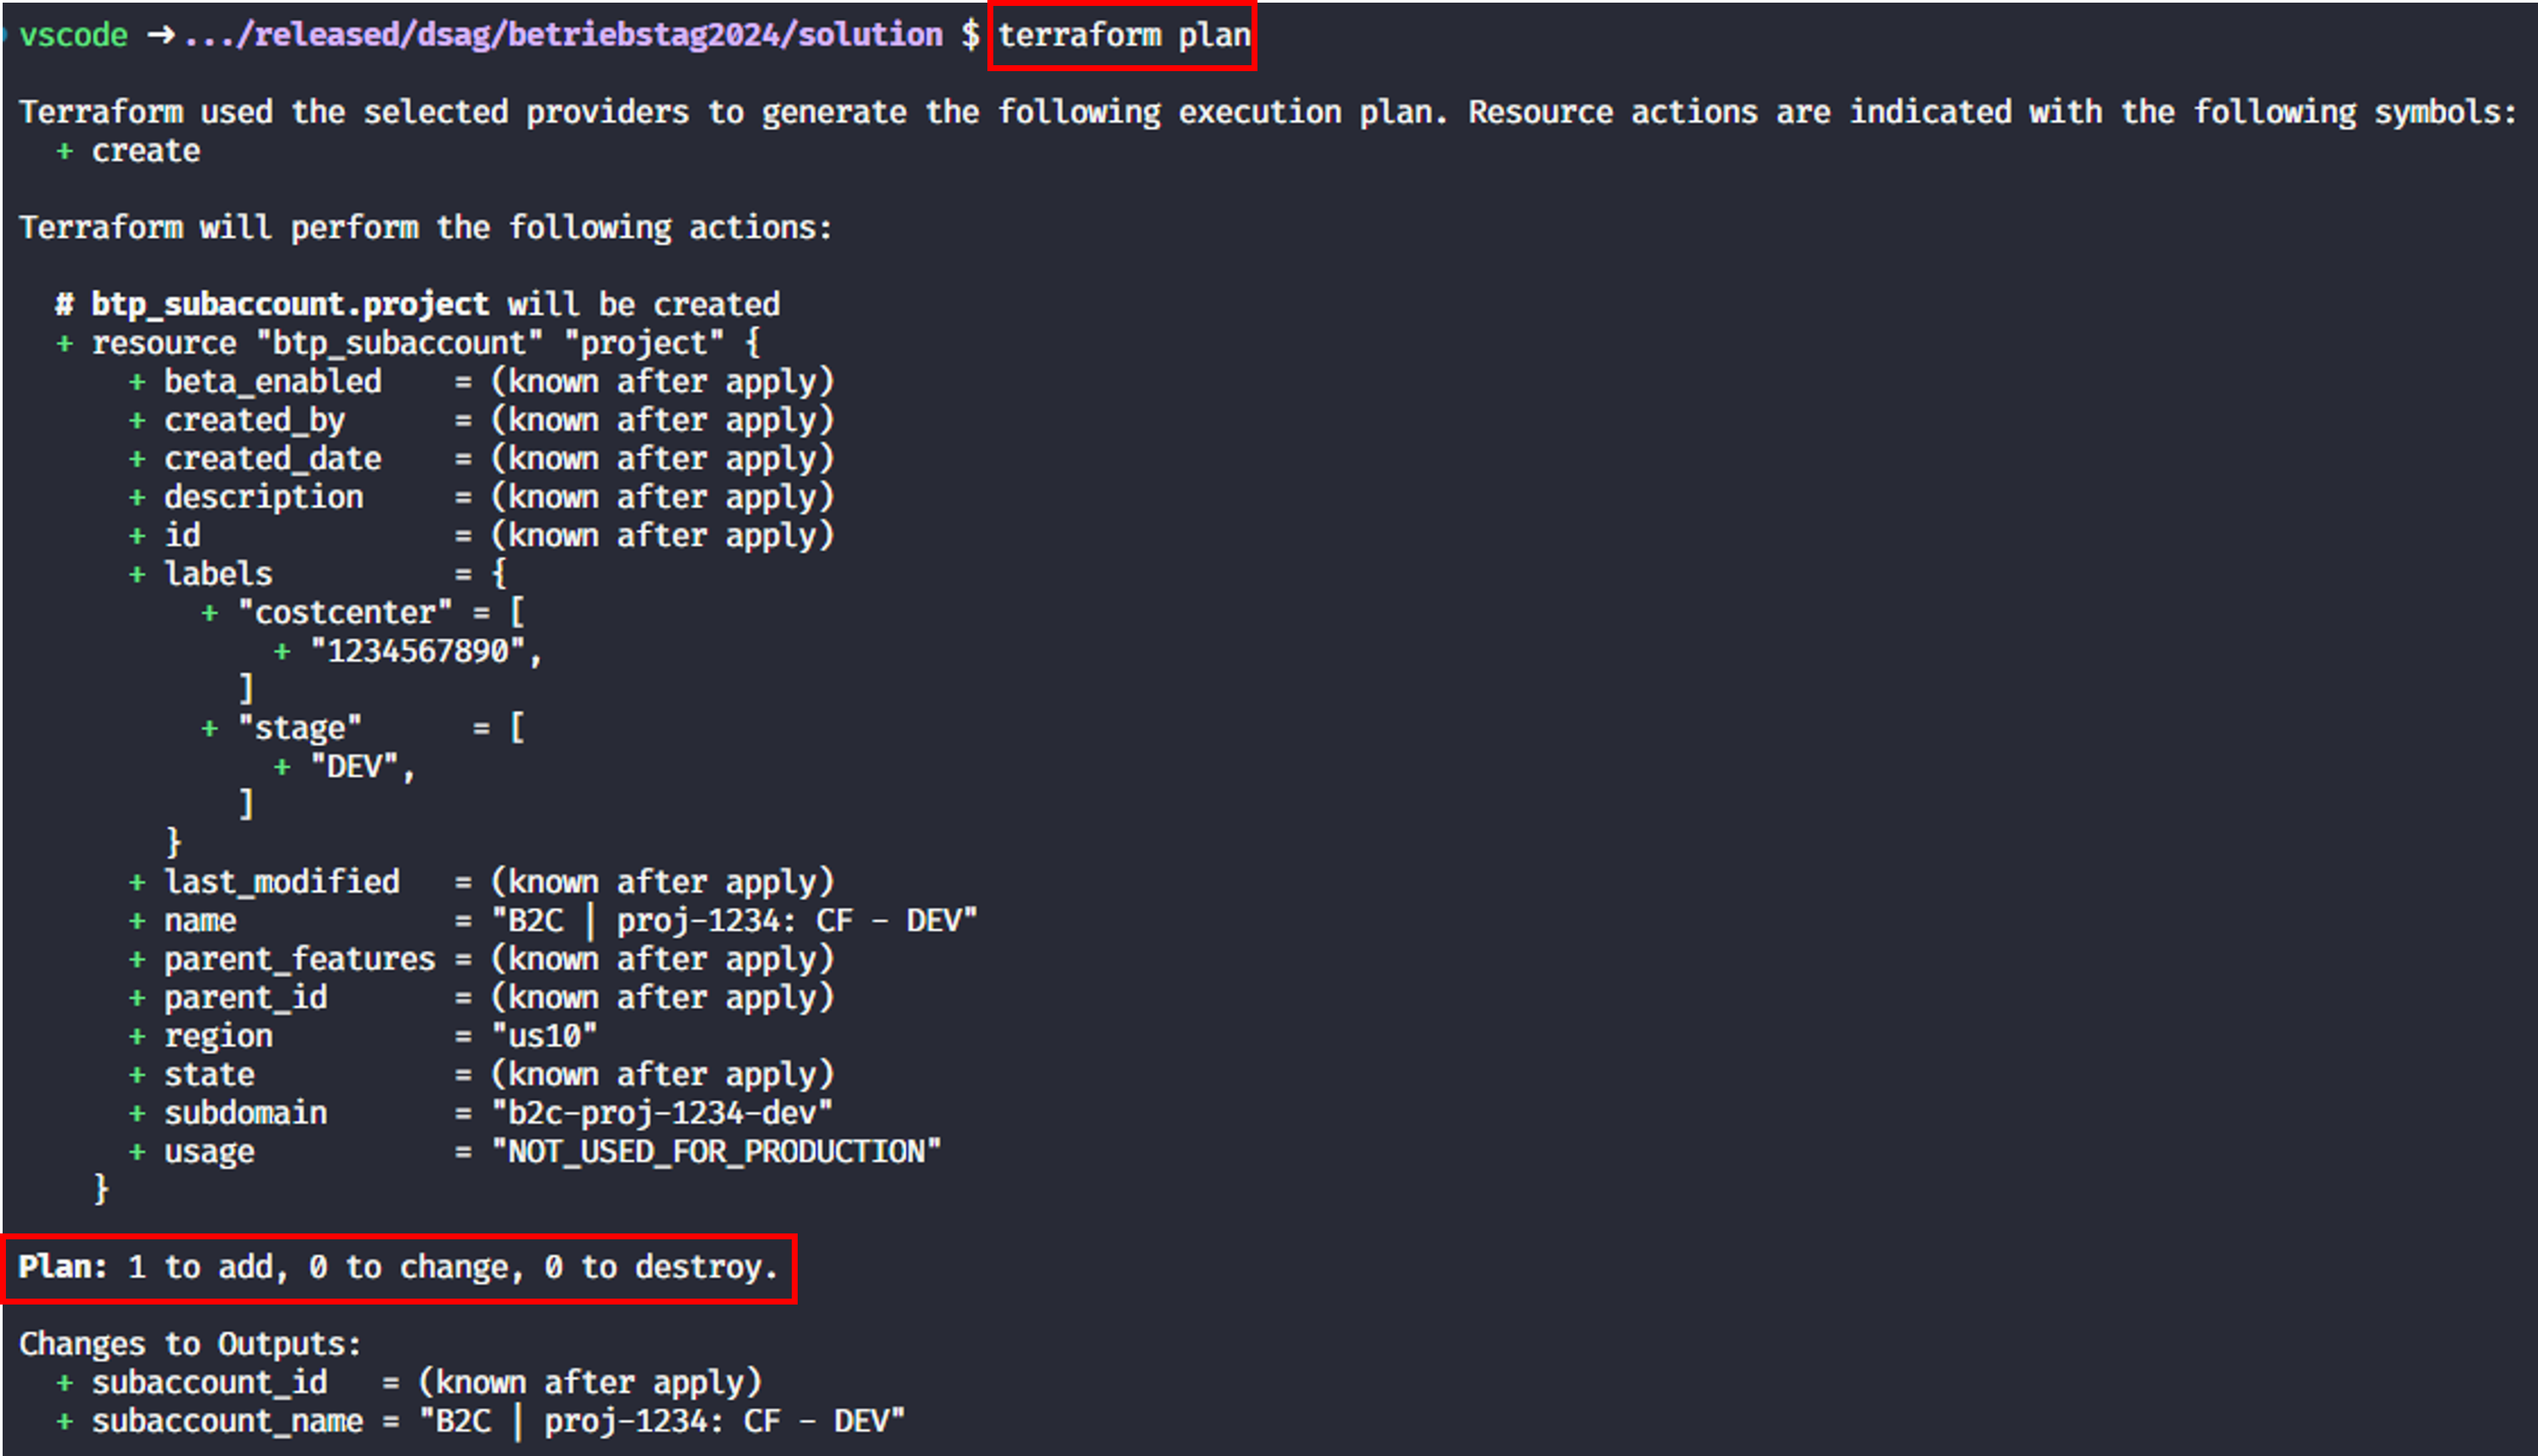 vscode → .../released/dsag/betriebstag2024/solution $ terraform plan
Terraform used the selected providers to generate the following execution plan. Resource actions are indicated with the following symbols:
  + create
Terraform will perform the following actions:
  # btp_subaccount.project will be created
  + resource "btp_subaccount" "project" {
      + beta_enabled    = (known after apply)
      + created_by      = (known after apply)
      + created_date    = (known after apply)
      + description     = (known after apply)
      + id              = (known after apply)
      + labels          = {
          + "costcenter" = [
              + "1234567890",
            ]
          + "stage"      = [
              + "DEV",
            ]
        }
      + last_modified   = (known after apply)
      + name            = "B2C | proj-1234: CF - DEV"
      + parent_features = (known after apply)
      + parent_id       = (known after apply)
      + region          = "us10"
      + state           = (known after apply)
      + subdomain       = "b2c-proj-1234-dev"
      + usage           = "NOT_USED_FOR_PRODUCTION"
    }
Plan: 1 to add, 0 to change, 0 to destroy.
Changes to Outputs:
  + subaccount_id   = (known after apply)
  + subaccount_name = "B2C | proj-1234: CF - DEV"